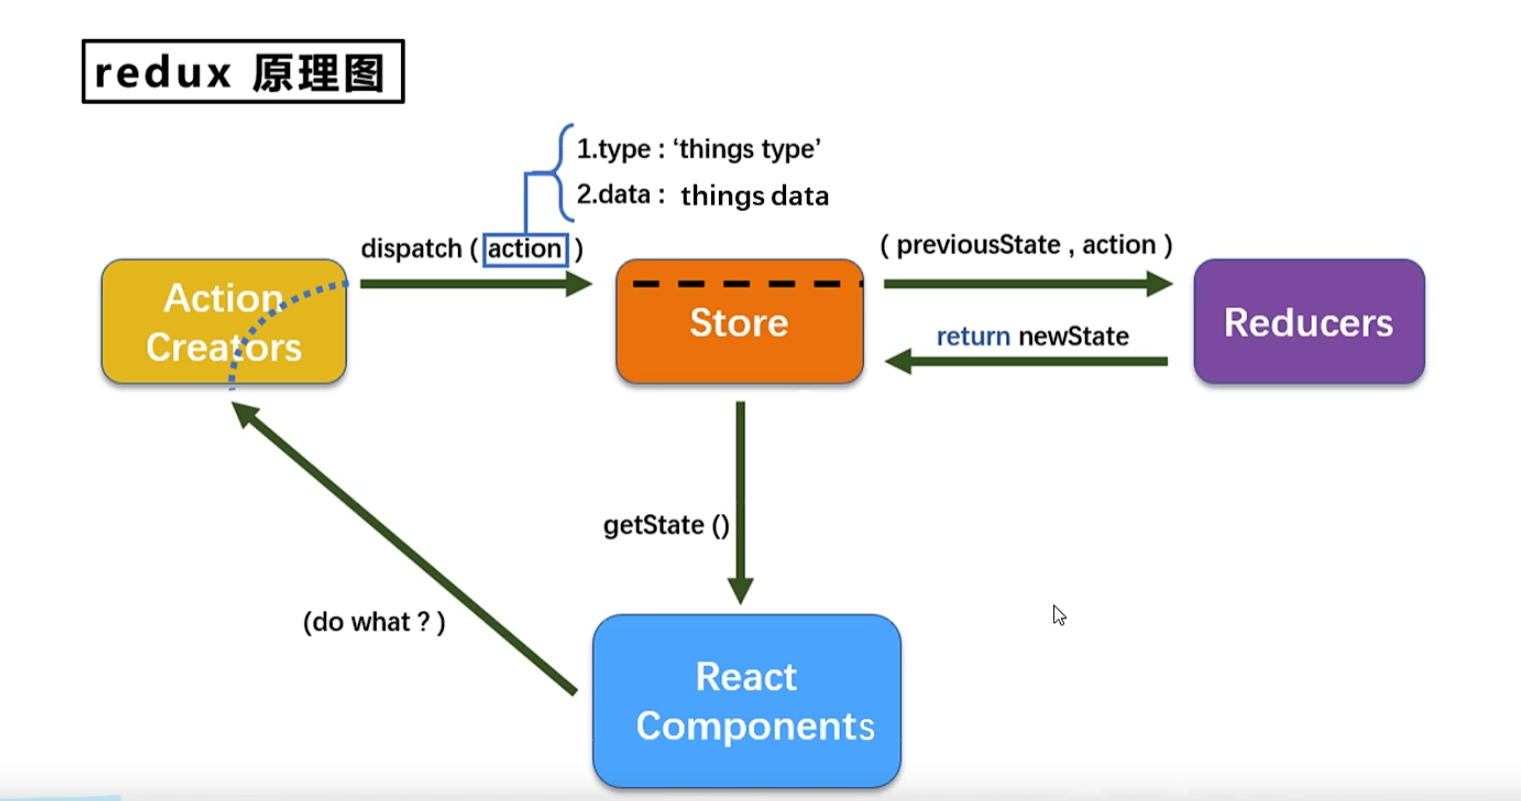 redux 原理图
1.type : ‘things type’
2.data : things data
dispatch ( action )
( previousState , action )
Action
Creators
Store
return newState
Reducers
getState ()
(do what ? )
React
Components